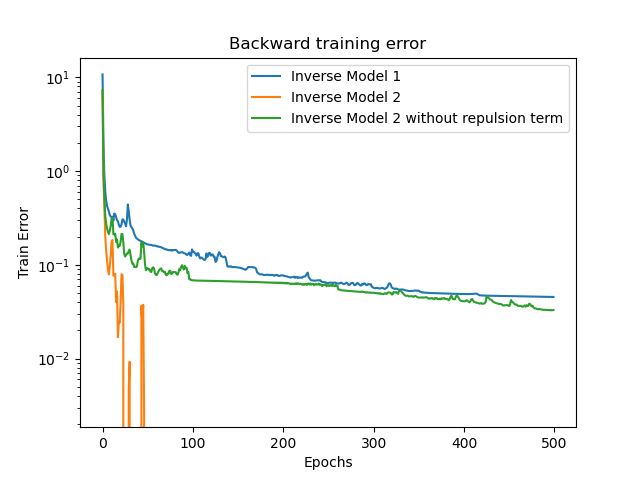 Backward training error
Inverse Model 1
Inverse Model 2
Inverse Model 2 without repulsion term
Train Error
10¹
10⁰
10⁻¹
10⁻²
0 100 200 300 400 500
Epochs